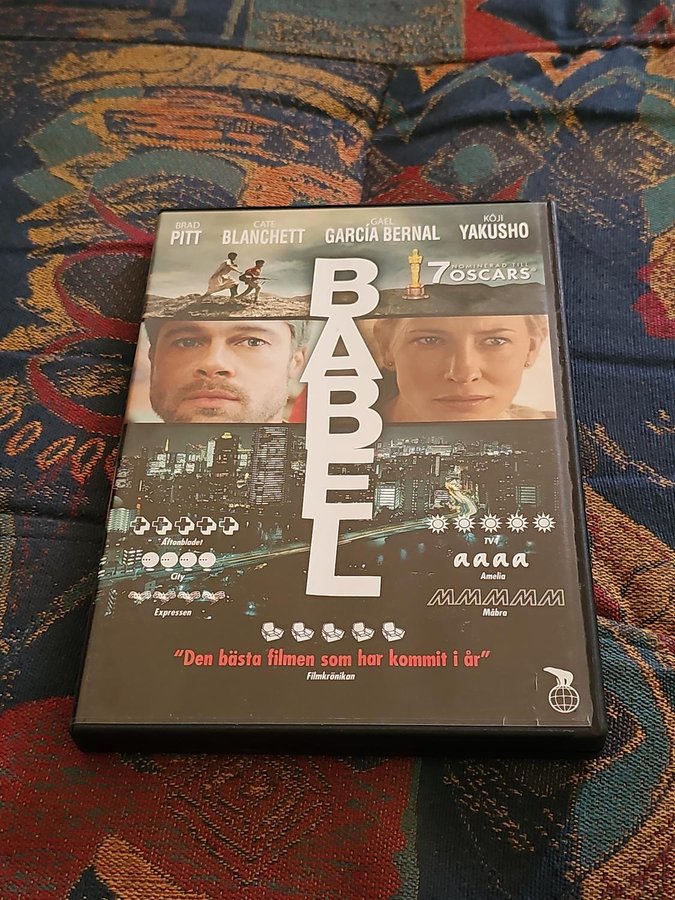 BRAD PITT
CATE BLANCHETT
GAEL GARCÍA BERNAL
KÔJI YAKUSHO
7 NOMINERAD TILL OSCARS®
BABEL
Aftonbladet
City
Expressen
TV4
aaaa
Amelia
MMMMM
Måbra
"Den bästa filmen som har kommit i år"
Filmkrönikan